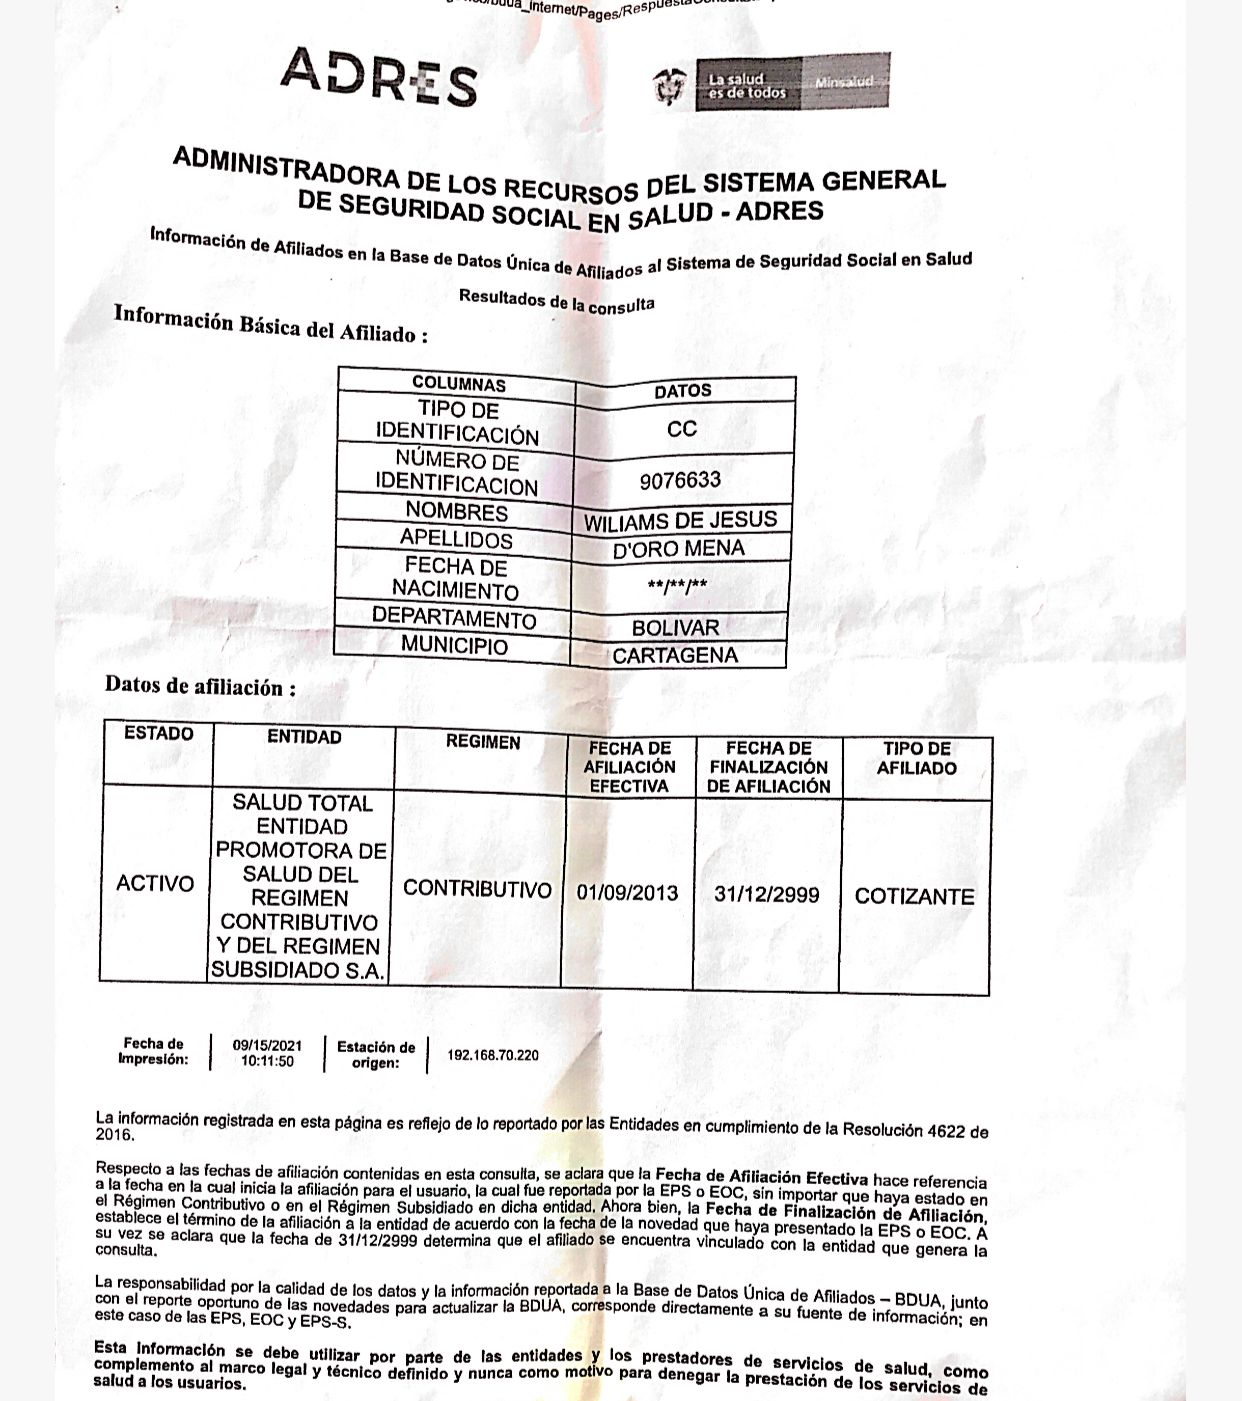 bdua_internet/Pages/Respuesta
ADRES
La salud
es de todos
Minsalud
ADMINISTRADORA DE LOS RECURSOS DEL SISTEMA GENERAL
DE SEGURIDAD SOCIAL EN SALUD - ADRES
Información de Afiliados en la Base de Datos Única de Afiliados al Sistema de Seguridad Social en Salud
Resultados de la consulta
Información Básica del Afiliado :
COLUMNAS DATOS
TIPO DE
IDENTIFICACIÓN CC
NÚMERO DE
IDENTIFICACION 9076633
NOMBRES WILIAMS DE JESUS
APELLIDOS D'ORO MENA
FECHA DE
NACIMIENTO **/**/**
DEPARTAMENTO BOLIVAR
MUNICIPIO CARTAGENA
Datos de afiliación :
ESTADO ENTIDAD REGIMEN FECHA DE AFILIACIÓN EFECTIVA FECHA DE FINALIZACIÓN DE AFILIACIÓN TIPO DE AFILIADO
SALUD TOTAL
ENTIDAD
PROMOTORA DE
SALUD DEL
ACTIVO REGIMEN CONTRIBUTIVO 01/09/2013 31/12/2999 COTIZANTE
CONTRIBUTIVO
Y DEL REGIMEN
SUBSIDIADO S.A.
Fecha de
Impresión:
09/15/2021
10:11:50
Estación de
origen:
192.168.70.220
La información registrada en esta página es reflejo de lo reportado por las Entidades en cumplimiento de la Resolución 4622 de
2016.
Respecto a las fechas de afiliación contenidas en esta consulta, se aclara que la Fecha de Afiliación Efectiva hace referencia
a la fecha en la cual inicia la afiliación para el usuario, la cual fue reportada por la EPS o EOC, sin importar que haya estado en
el Régimen Contributivo o en el Régimen Subsidiado en dicha entidad. Ahora bien, la Fecha de Finalización de Afiliación,
establece el término de la afiliación a la entidad de acuerdo con la fecha de la novedad que haya presentado la EPS o EOC. A
su vez se aclara que la fecha de 31/12/2999 determina que el afiliado se encuentra vinculado con la entidad que genera la
consulta.
La responsabilidad por la calidad de los datos y la información reportada a la Base de Datos Única de Afiliados – BDUA, junto
con el reporte oportuno de las novedades para actualizar la BDUA, corresponde directamente a su fuente de información; en
este caso de las EPS, EOC y EPS-S.
Esta Información se debe utilizar por parte de las entidades y los prestadores de servicios de salud, como
complemento al marco legal y técnico definido y nunca como motivo para denegar la prestación de los servicios de
salud a los usuarios.